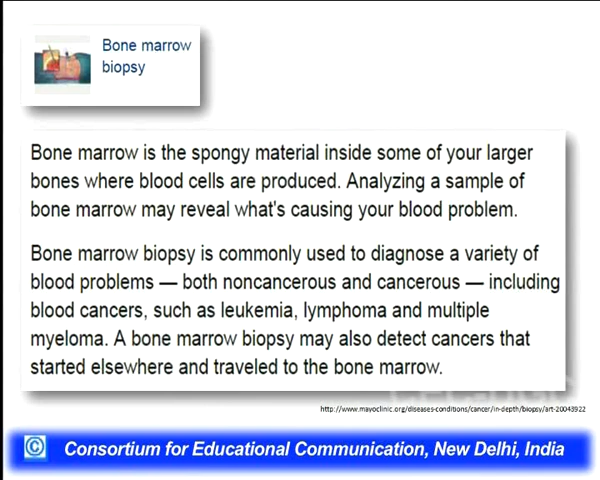 Bone marrow
biopsy
Bone marrow is the spongy material inside some of your larger
bones where blood cells are produced. Analyzing a sample of
bone marrow may reveal what's causing your blood problem.
Bone marrow biopsy is commonly used to diagnose a variety of
blood problems — both noncancerous and cancerous — including
blood cancers, such as leukemia, lymphoma and multiple
myeloma. A bone marrow biopsy may also detect cancers that
started elsewhere and traveled to the bone marrow.
http://www.mayoclinic.org/diseases-conditions/cancer/in-depth/biopsy/art-20043922
© Consortium for Educational Communication, New Delhi, India